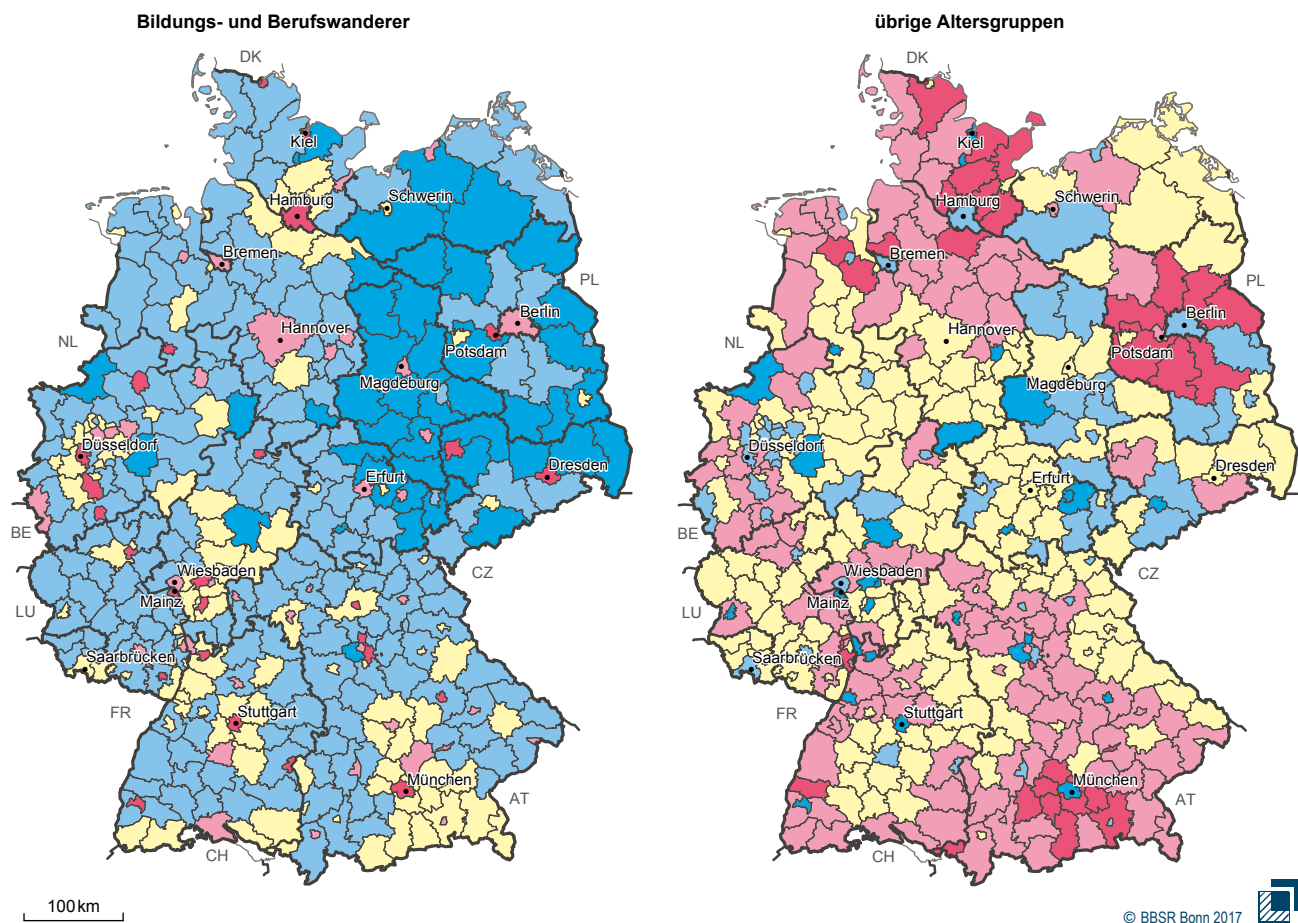 Bildungs- und Berufswanderer
übrige Altersgruppen
DK
Kiel
Hamburg
Schwerin
Bremen
PL
Berlin
Hannover
NL
Potsdam
Magdeburg
Düsseldorf
Erfurt
Dresden
BE
Wiesbaden
CZ
Mainz
LU
Saarbrücken
FR
Stuttgart
München
AT
CH
100 km
DK
Kiel
Schwerin
Hamburg
Bremen
PL
Berlin
Hannover
NL
Potsdam
Magdeburg
Düsseldorf
Dresden
Erfurt
BE
Wiesbaden
CZ
Mainz
LU
Saarbrücken
FR
Stuttgart
München
AT
CH
© BBSR Bonn 2017